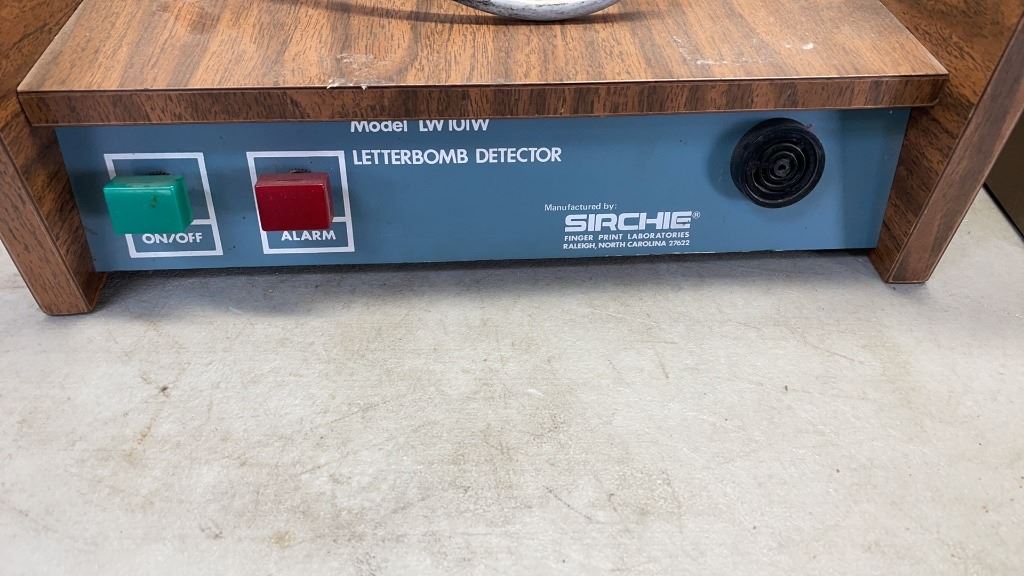 Model LW101W
LETTERBOMB DETECTOR
ON/OFF
ALARM
Manufactured by:
SIRCHIE®
FINGER PRINT LABORATORIES
RALEIGH, NORTH CAROLINA 27622